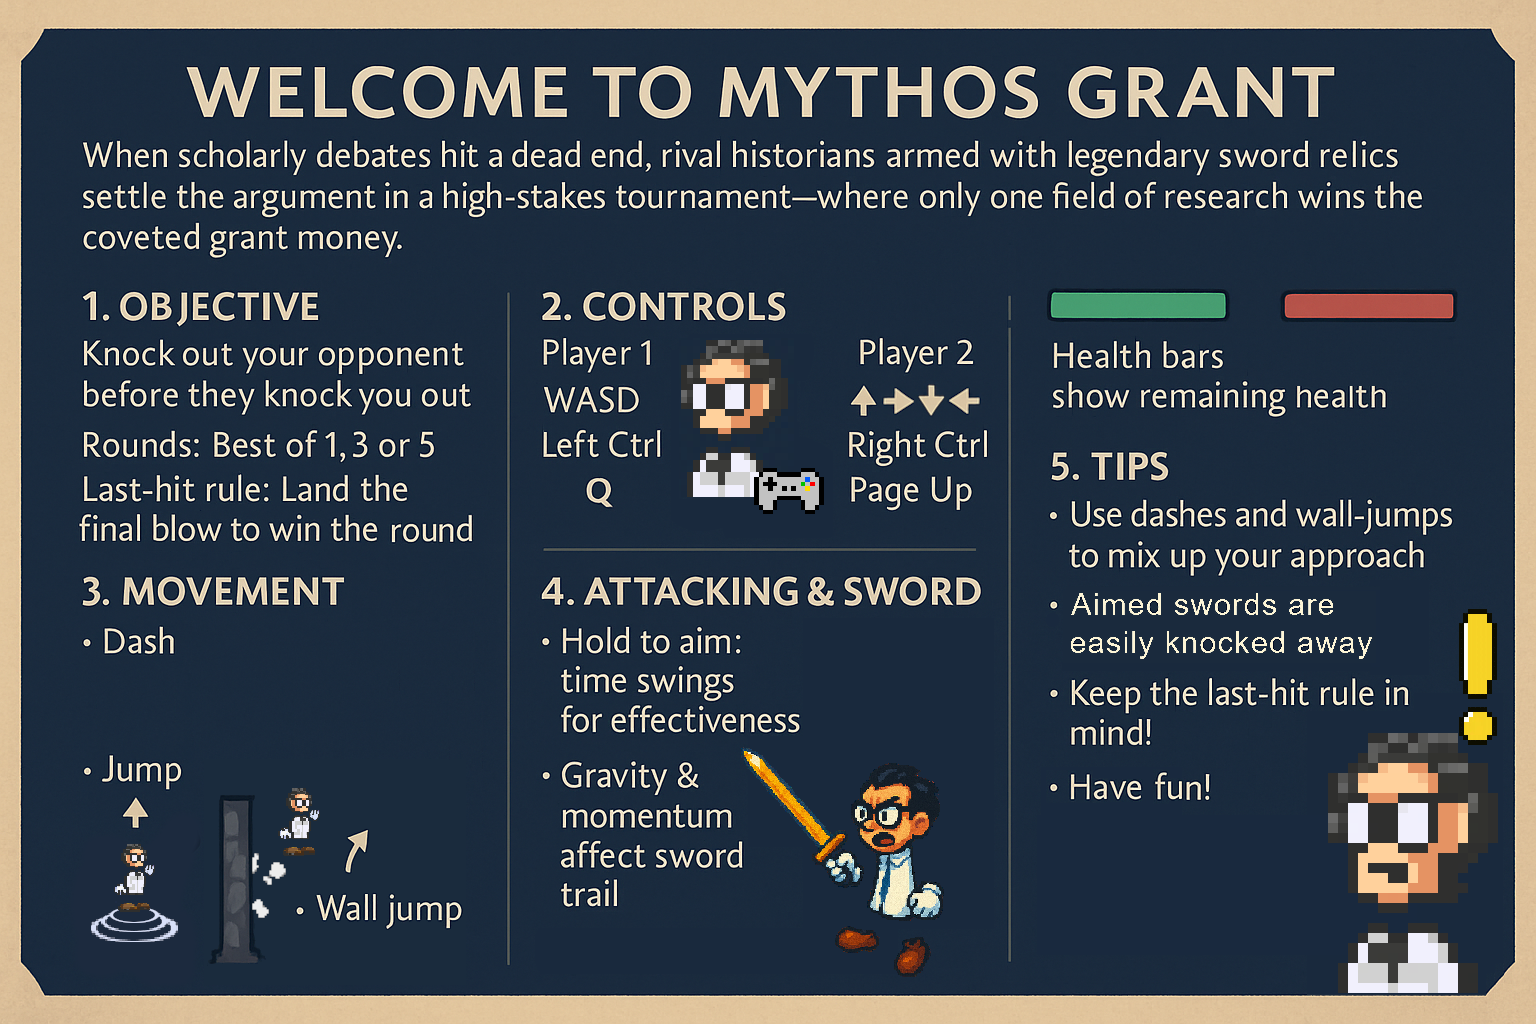 WELCOME TO MYTHOS GRANT
When scholarly debates hit a dead end, rival historians armed with legendary sword relics
settle the argument in a high-stakes tournament—where only one field of research wins the
coveted grant money.
1. OBJECTIVE
Knock out your opponent
before they knock you out
Rounds: Best of 1, 3 or 5
Last-hit rule: Land the
final blow to win the round
3. MOVEMENT
• Dash
• Jump
• Wall jump
2. CONTROLS
Player 1
WASD
Left Ctrl
Q
Player 2
↑→↓←
Right Ctrl
Page Up
4. ATTACKING & SWORD
• Hold to aim:
time swings
for effectiveness
• Gravity &
momentum
affect sword
trail
Health bars
show remaining health
5. TIPS
• Use dashes and wall-jumps
to mix up your approach
• Aimed swords are
easily knocked away
• Keep the last-hit rule in
mind!
• Have fun!